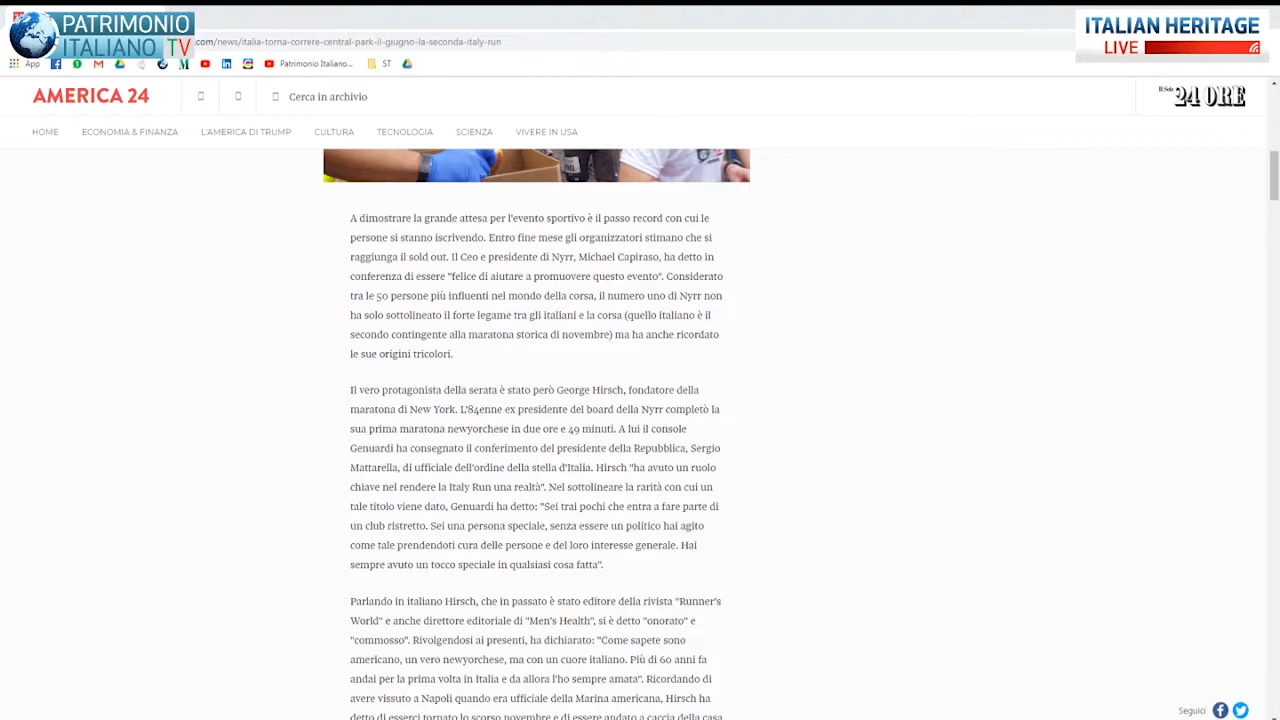 PATRIMONIO
ITALIANO TV
.com/news/italia-torna-correre-central-park-il-giugno-la-seconda-italy-run
ITALIAN HERITAGE
LIVE
App
Patrimonio Italiano...
ST
AMERICA 24
Cerca in archivio
Il Sole
24 ORE
HOME
ECONOMIA & FINANZA
L'AMERICA DI TRUMP
CULTURA
TECNOLOGIA
SCIENZA
VIVERE IN USA
A dimostrare la grande attesa per l'evento sportivo è il passo record con cui le
persone si stanno iscrivendo. Entro fine mese gli organizzatori stimano che si
raggiunga il sold out. Il Ceo e presidente di Nyrr, Michael Capiraso, ha detto in
conferenza di essere "felice di aiutare a promuovere questo evento". Considerato
tra le 50 persone più influenti nel mondo della corsa, il numero uno di Nyrr non
ha solo sottolineato il forte legame tra gli italiani e la corsa (quello italiano è il
secondo contingente alla maratona storica di novembre) ma ha anche ricordato
le sue origini tricolori.
Il vero protagonista della serata è stato però George Hirsch, fondatore della
maratona di New York. L'84enne ex presidente del board della Nyrr completò la
sua prima maratona newyorchese in due ore e 49 minuti. A lui il console
Genuardi ha consegnato il conferimento del presidente della Repubblica, Sergio
Mattarella, di ufficiale dell'ordine della stella d'Italia. Hirsch "ha avuto un ruolo
chiave nel rendere la Italy Run una realtà". Nel sottolineare la rarità con cui un
tale titolo viene dato, Genuardi ha detto: "Sei trai pochi che entra a fare parte di
un club ristretto. Sei una persona speciale, senza essere un politico hai agito
come tale prendendoti cura delle persone e del loro interesse generale. Hai
sempre avuto un tocco speciale in qualsiasi cosa fatta".
Parlando in italiano Hirsch, che in passato è stato editore della rivista "Runner's
World" e anche direttore editoriale di "Men's Health", si è detto "onorato" e
"commosso". Rivolgendosi ai presenti, ha dichiarato: "Come sapete sono
americano, un vero newyorchese, ma con un cuore italiano. Più di 60 anni fa
andai per la prima volta in Italia e da allora l'ho sempre amata". Ricordando di
avere vissuto a Napoli quando era ufficiale della Marina americana, Hirsch ha
detto di esserci tornato lo scorso novembre e di essere andato a caccia della casa
Seguici